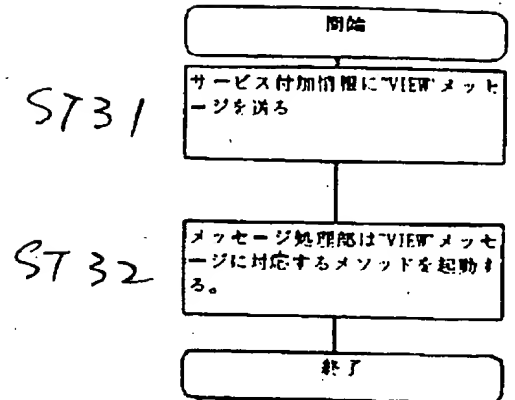 開始
ST31
サービス付加情報に"VIEW"メッセ
ージを送る
ST32
メッセージ処理部は"VIEW"メッセ
ージに対応するメソッドを起動す
る。
終了